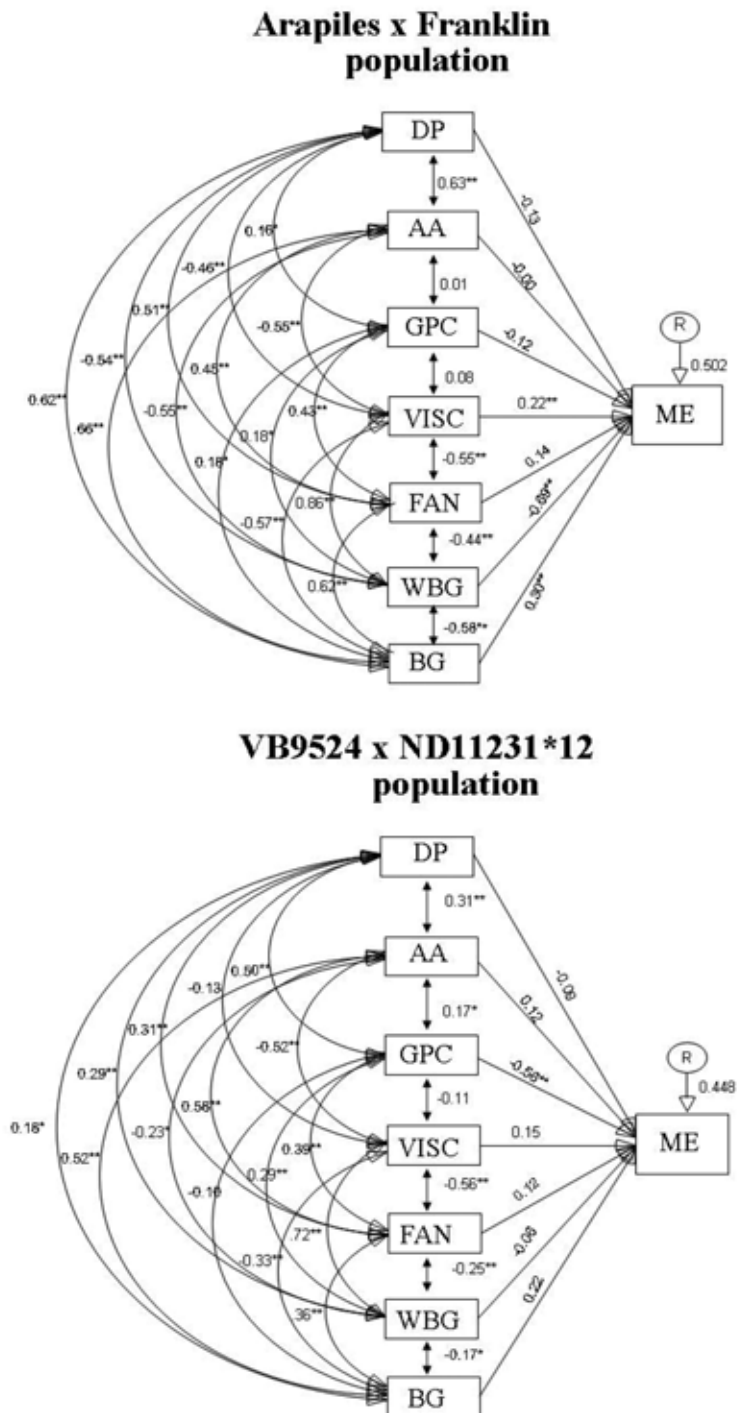 Arapiles x Franklin
population
DP
0.63**
-0.13
0.16*
AA
-0.46**
0.51**
0.01
-0.00
-0.55**
GPC
-0.12
R
-0.54**
0.45**
0.08
0.502
0.62**
.66**
-0.55**
0.18*
0.43**
VISC
0.22**
ME
0.18*
-0.55**
0.14
-0.57**
0.86**
FAN
-0.44**
0.62**
WBG
0.30**
-0.58**
BG
VB9524 x ND11231*12
population
DP
0.31**
0.50**
AA
-0.13
0.12
0.31**
0.17*
-0.52**
GPC
-0.56**
R
0.29**
-0.11
0.448
0.58**
0.18*
-0.23*
0.39**
VISC
0.15
ME
0.52**
-0.10
0.29**
-0.56**
0.12
.72**
FAN
-0.33**
-0.25**
.36**
WBG
0.22
-0.17*
BG